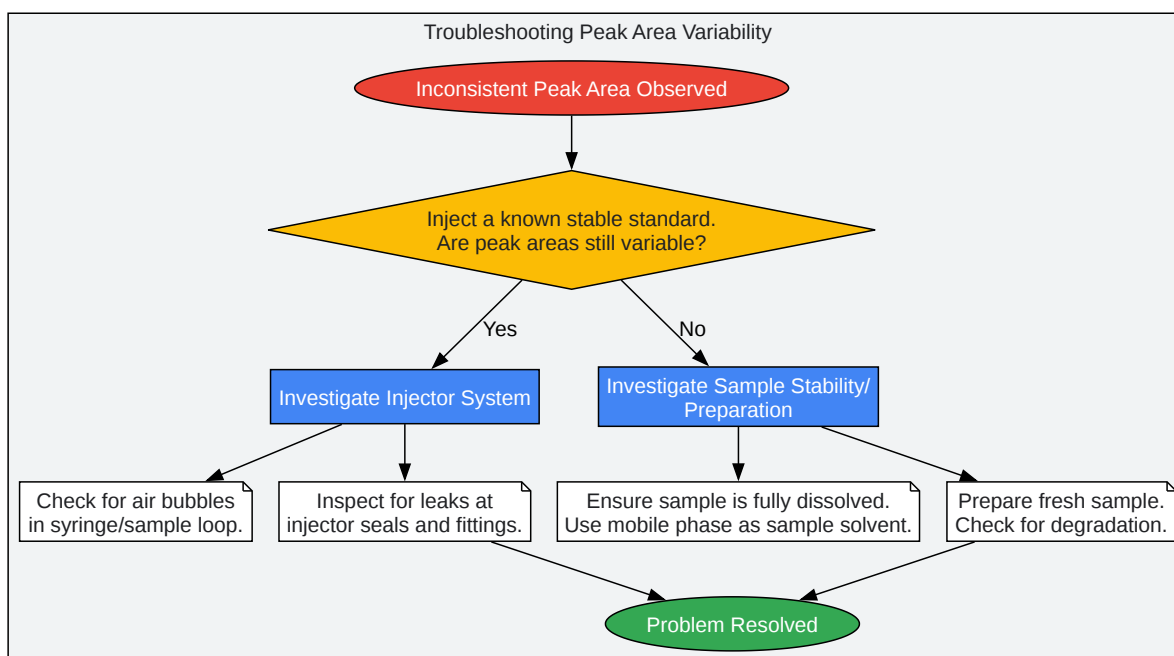 Troubleshooting Peak Area Variability
Inconsistent Peak Area Observed
Inject a known stable standard.
Are peak areas still variable?
Yes
No
Investigate Injector System
Investigate Sample Stability/
Preparation
Check for air bubbles
in syringe/sample loop.
Inspect for leaks at
injector seals and fittings.
Ensure sample is fully dissolved.
Use mobile phase as sample solvent.
Prepare fresh sample.
Check for degradation.
Problem Resolved